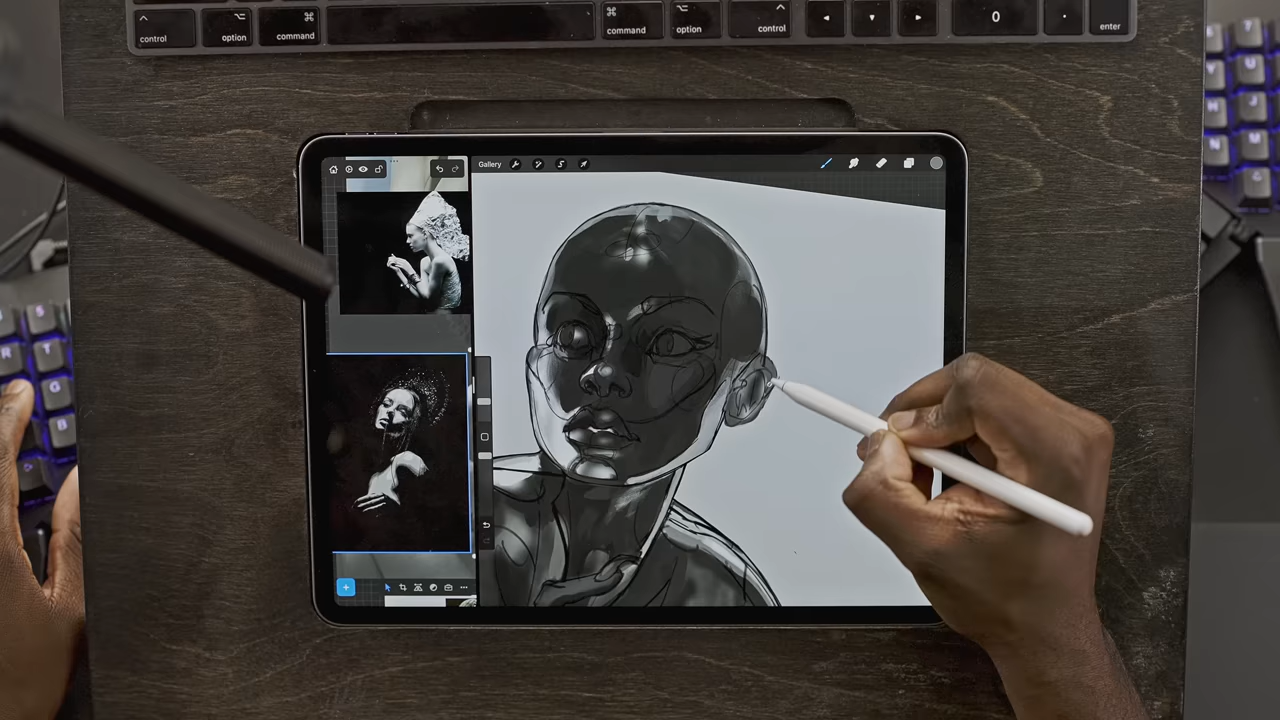 control
option
command
command
option
control
0
.
enter
Gallery
T
U
Y
H
J
M
N
C
S
R
T
G
B